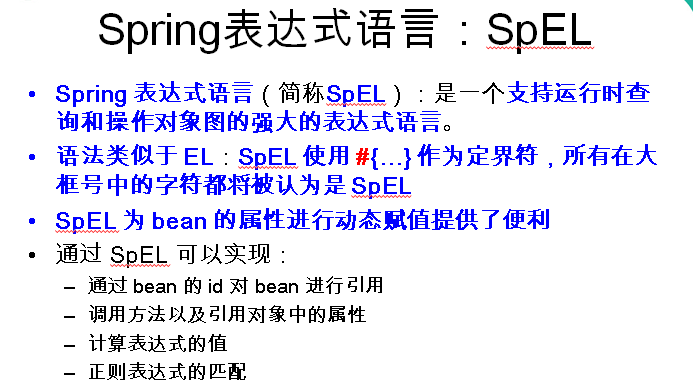 Spring表达式语言：SpEL
• Spring 表达式语言（简称SpEL）：是一个支持运行时查
询和操作对象图的强大的表达式语言。
• 语法类似于 EL：SpEL 使用 #{…} 作为定界符，所有在大
框号中的字符都将被认为是 SpEL
• SpEL 为 bean 的属性进行动态赋值提供了便利
• 通过 SpEL 可以实现：
– 通过 bean 的 id 对 bean 进行引用
– 调用方法以及引用对象中的属性
– 计算表达式的值
– 正则表达式的匹配